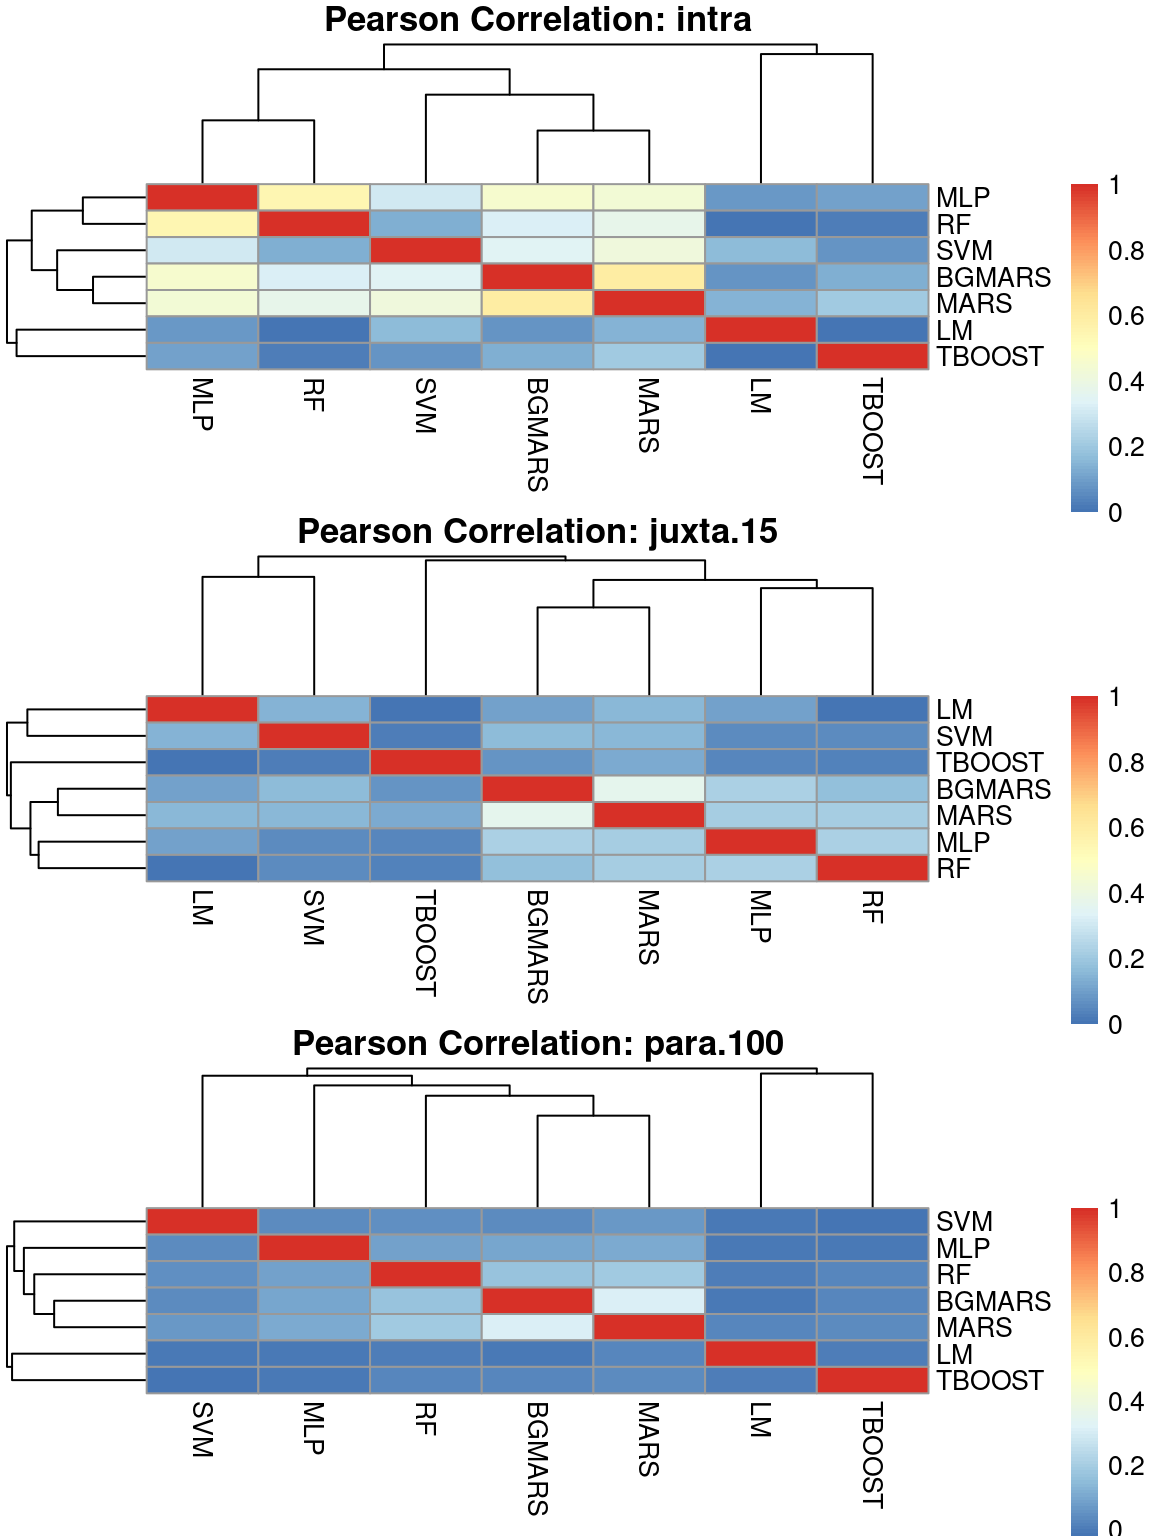 Pearson Correlation: intra
MLP
RF
SVM
BGMARS
MARS
LM
TBOOST
MLP
RF
SVM
BGMARS
MARS
LM
TBOOST
1
0.8
0.6
0.4
0.2
0
Pearson Correlation: juxta.15
LM
SVM
TBOOST
BGMARS
MARS
MLP
RF
LM
SVM
TBOOST
BGMARS
MARS
MLP
RF
1
0.8
0.6
0.4
0.2
0
Pearson Correlation: para.100
SVM
MLP
RF
BGMARS
MARS
LM
TBOOST
SVM
MLP
RF
BGMARS
MARS
LM
TBOOST
1
0.8
0.6
0.4
0.2
0